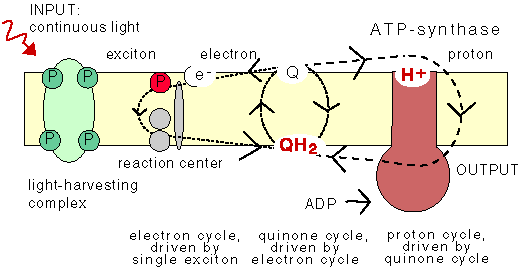 INPUT:
continuous light
ATP-synthase
exciton
electron
proton
P
P
P
e-
Q
H+
P
P
QH2
reaction center
light-harvesting
complex
OUTPUT
ADP
electron cycle,
driven by
single exciton
quinone cycle,
driven by
electron cycle
proton cycle,
driven by
quinone cycle